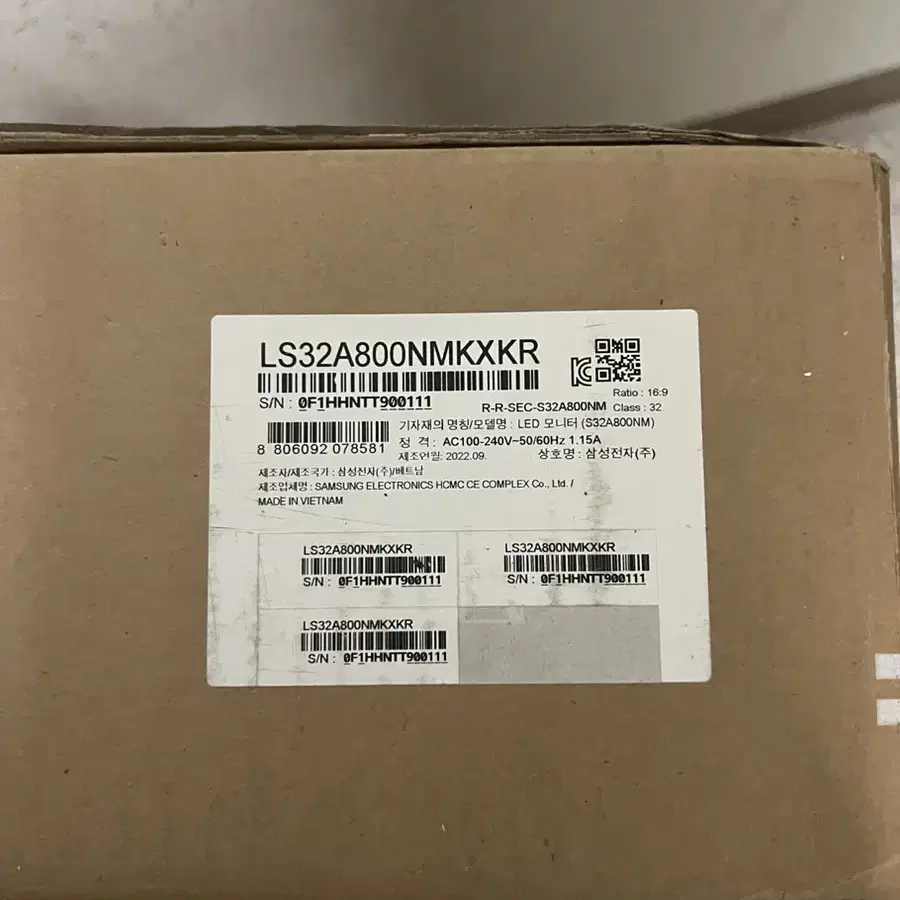 LS32A800NMKXKR
S/N : 0F1HHNTT900111
R-R-SEC-S32A800NM
Ratio : 16:9
Class : 32
8 806092 078581
기자재의 명칭/모델명 : LED 모니터 (S32A800NM)
정 격 : AC100-240V~50/60Hz 1.15A
제조연월: 2022.09. 상호명 : 삼성전자(주)
제조자/제조국가 : 삼성전자(주)/베트남
제조업체명 : SAMSUNG ELECTRONICS HCMC CE COMPLEX Co., Ltd. /
MADE IN VIETNAM
LS32A800NMKXKR
S/N : 0F1HHNTT900111
LS32A800NMKXKR
S/N : 0F1HHNTT900111
LS32A800NMKXKR
S/N : 0F1HHNTT900111